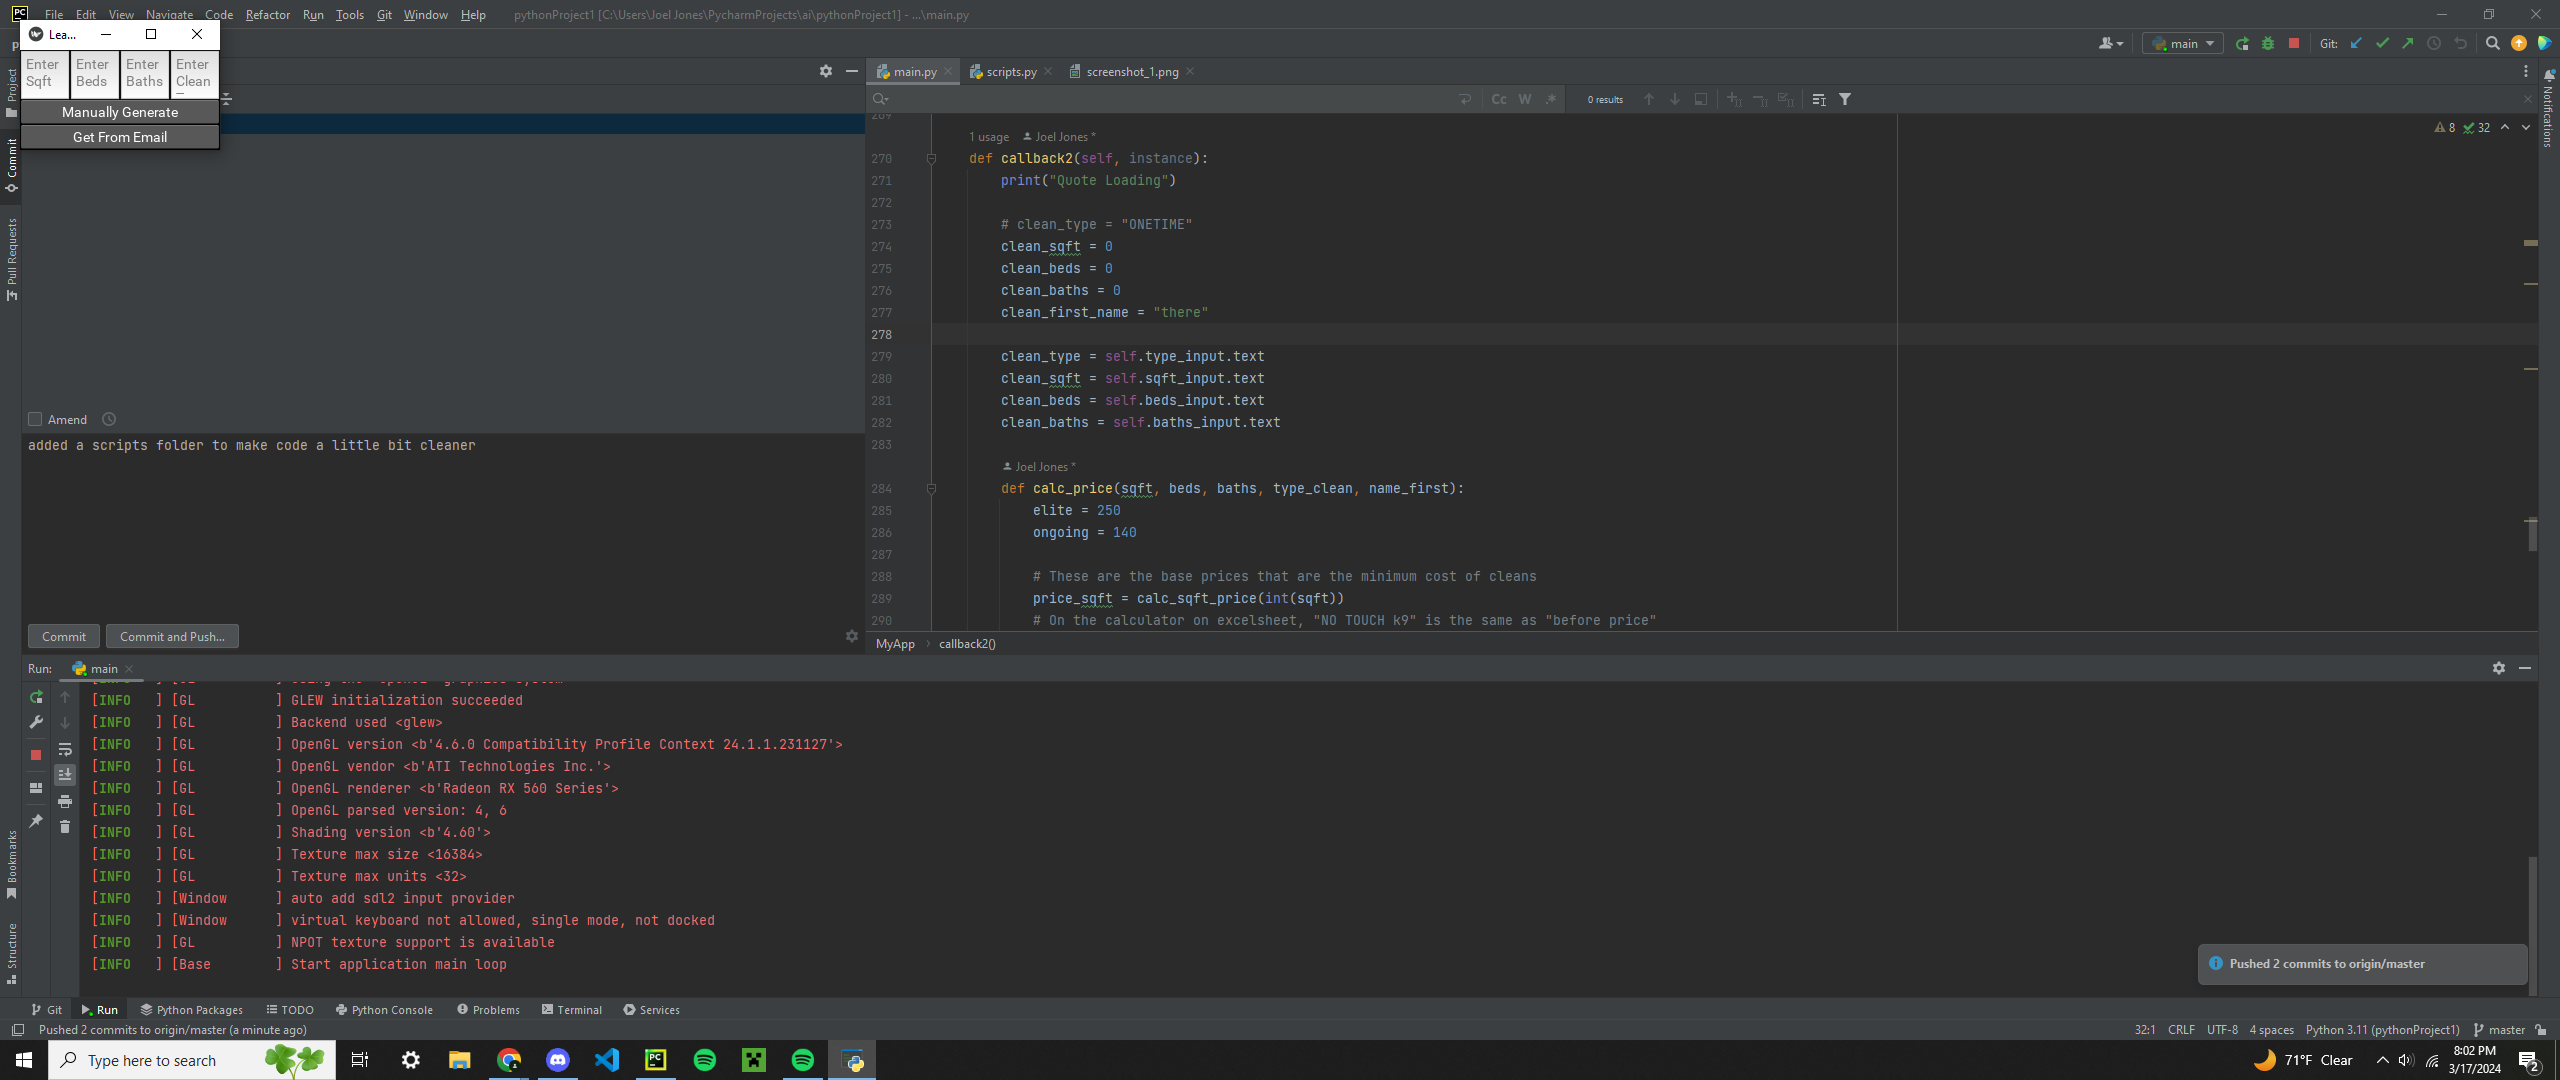 PC File Edit View Navigate Code Refactor Run Tools Git Window Help pythonProject1 [C:\Users\Joel Jones\PycharmProjects\ai\pythonProject1] - ...\main.py
Lea...
Enter Sqft
Enter Beds
Enter Baths
Enter Clean
Manually Generate
Get From Email
main
Git:
Project
Commit
Pull Requests
Bookmarks
Structure
Notifications
main.py scripts.py screenshot_1.png
Cc W .* 0 results
8 32
1 usage Joel Jones *
270 def callback2(self, instance):
271 print("Quote Loading")
272
273 # clean_type = "ONETIME"
274 clean_sqft = 0
275 clean_beds = 0
276 clean_baths = 0
277 clean_first_name = "there"
278
279 clean_type = self.type_input.text
280 clean_sqft = self.sqft_input.text
281 clean_beds = self.beds_input.text
282 clean_baths = self.baths_input.text
283
Joel Jones *
284 def calc_price(sqft, beds, baths, type_clean, name_first):
285 elite = 250
286 ongoing = 140
287
288 # These are the base prices that are the minimum cost of cleans
289 price_sqft = calc_sqft_price(int(sqft))
290 # On the calculator on excelsheet, "NO TOUCH k9" is the same as "before price"
MyApp callback2()
Amend
added a scripts folder to make code a little bit cleaner
Commit Commit and Push...
Run: main
[INFO ] [GL ] GLEW initialization succeeded
[INFO ] [GL ] Backend used <glew>
[INFO ] [GL ] OpenGL version <b'4.6.0 Compatibility Profile Context 24.1.1.231127'>
[INFO ] [GL ] OpenGL vendor <b'ATI Technologies Inc.'>
[INFO ] [GL ] OpenGL renderer <b'Radeon RX 560 Series'>
[INFO ] [GL ] OpenGL parsed version: 4, 6
[INFO ] [GL ] Shading version <b'4.60'>
[INFO ] [GL ] Texture max size <16384>
[INFO ] [GL ] Texture max units <32>
[INFO ] [Window ] auto add sdl2 input provider
[INFO ] [Window ] virtual keyboard not allowed, single mode, not docked
[INFO ] [GL ] NPOT texture support is available
[INFO ] [Base ] Start application main loop
Pushed 2 commits to origin/master
Git Run Python Packages TODO Python Console Problems Terminal Services
Pushed 2 commits to origin/master (a minute ago) 32:1 CRLF UTF-8 4 spaces Python 3.11 (pythonProject1) master
Type here to search
PC
71°F Clear
8:02 PM
3/17/2024
2